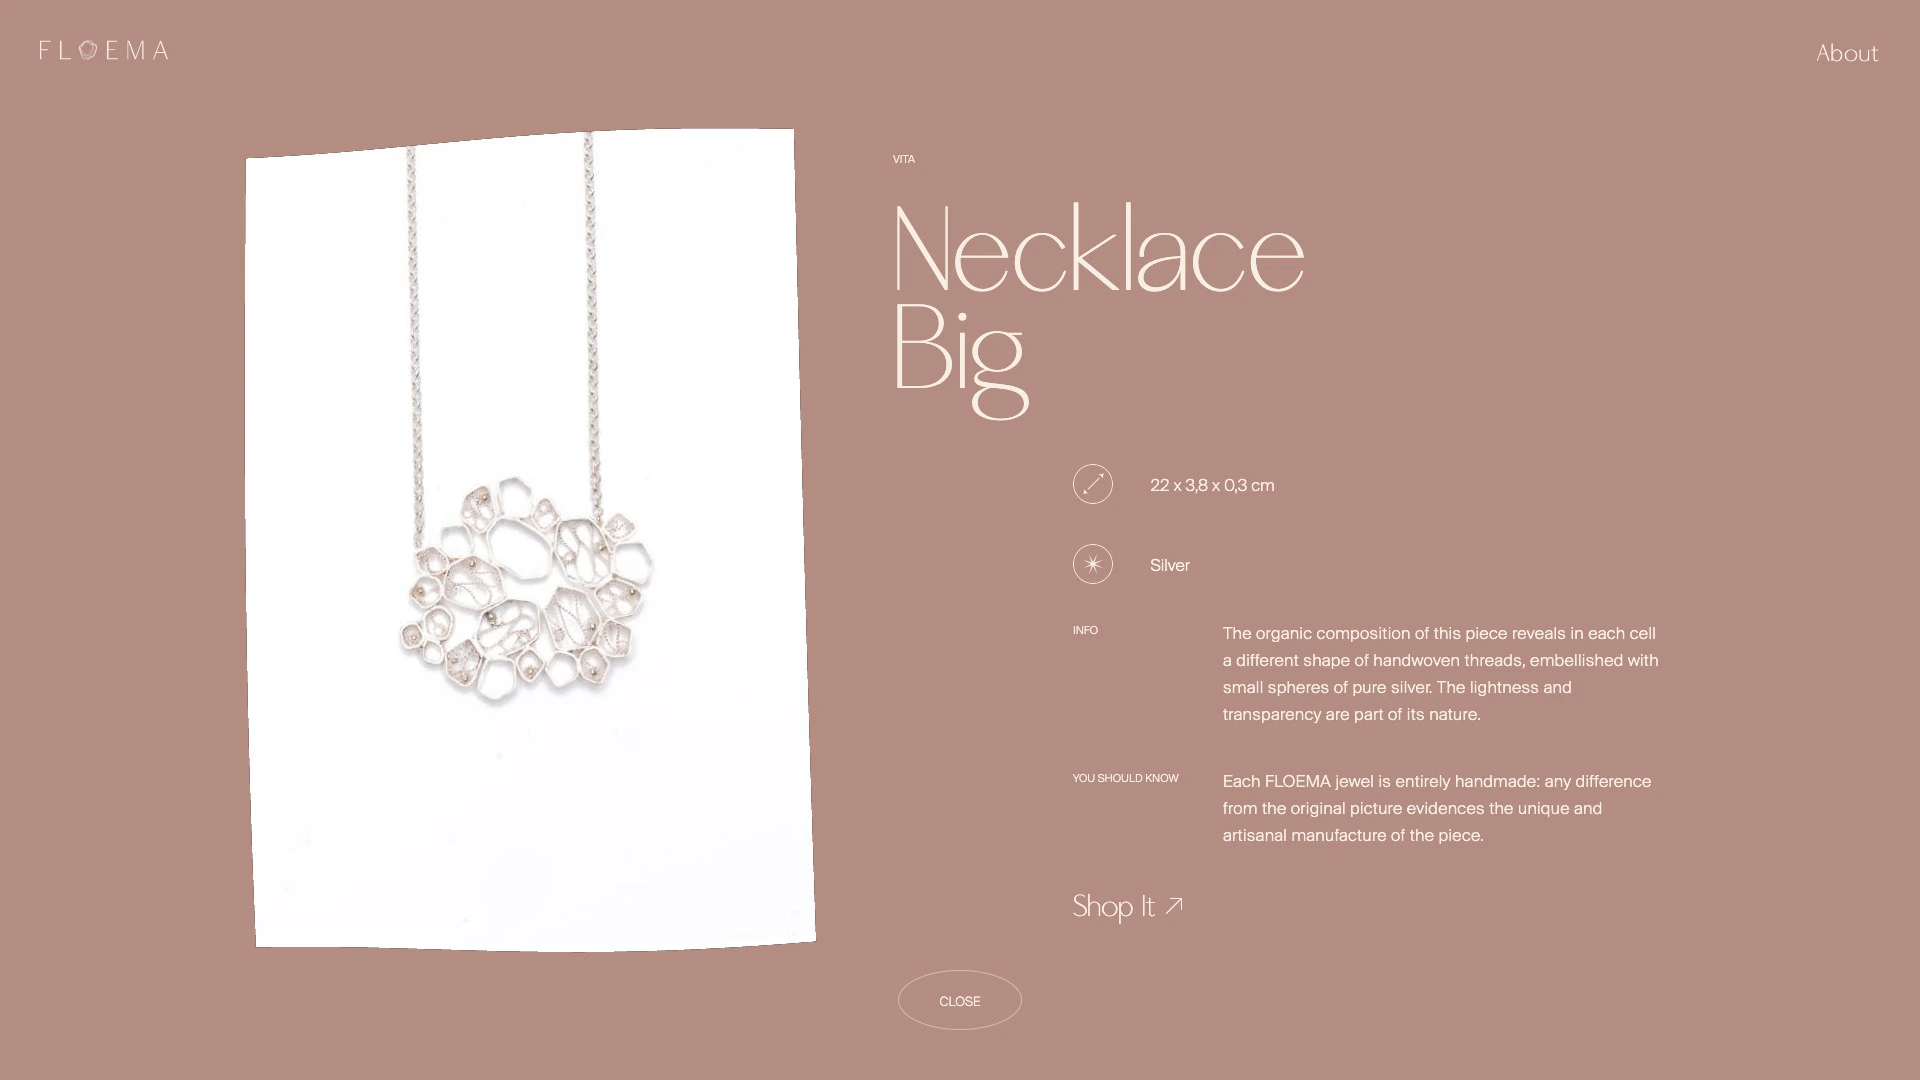 FLOEMA
About
VITA
Necklace
Big
22 x 3,8 x 0,3 cm
Silver
INFO
The organic composition of this piece reveals in each cell
a different shape of handwoven threads, embellished with
small spheres of pure silver. The lightness and
transparency are part of its nature.
YOU SHOULD KNOW
Each FLOEMA jewel is entirely handmade: any difference
from the original picture evidences the unique and
artisanal manufacture of the piece.
Shop It
CLOSE